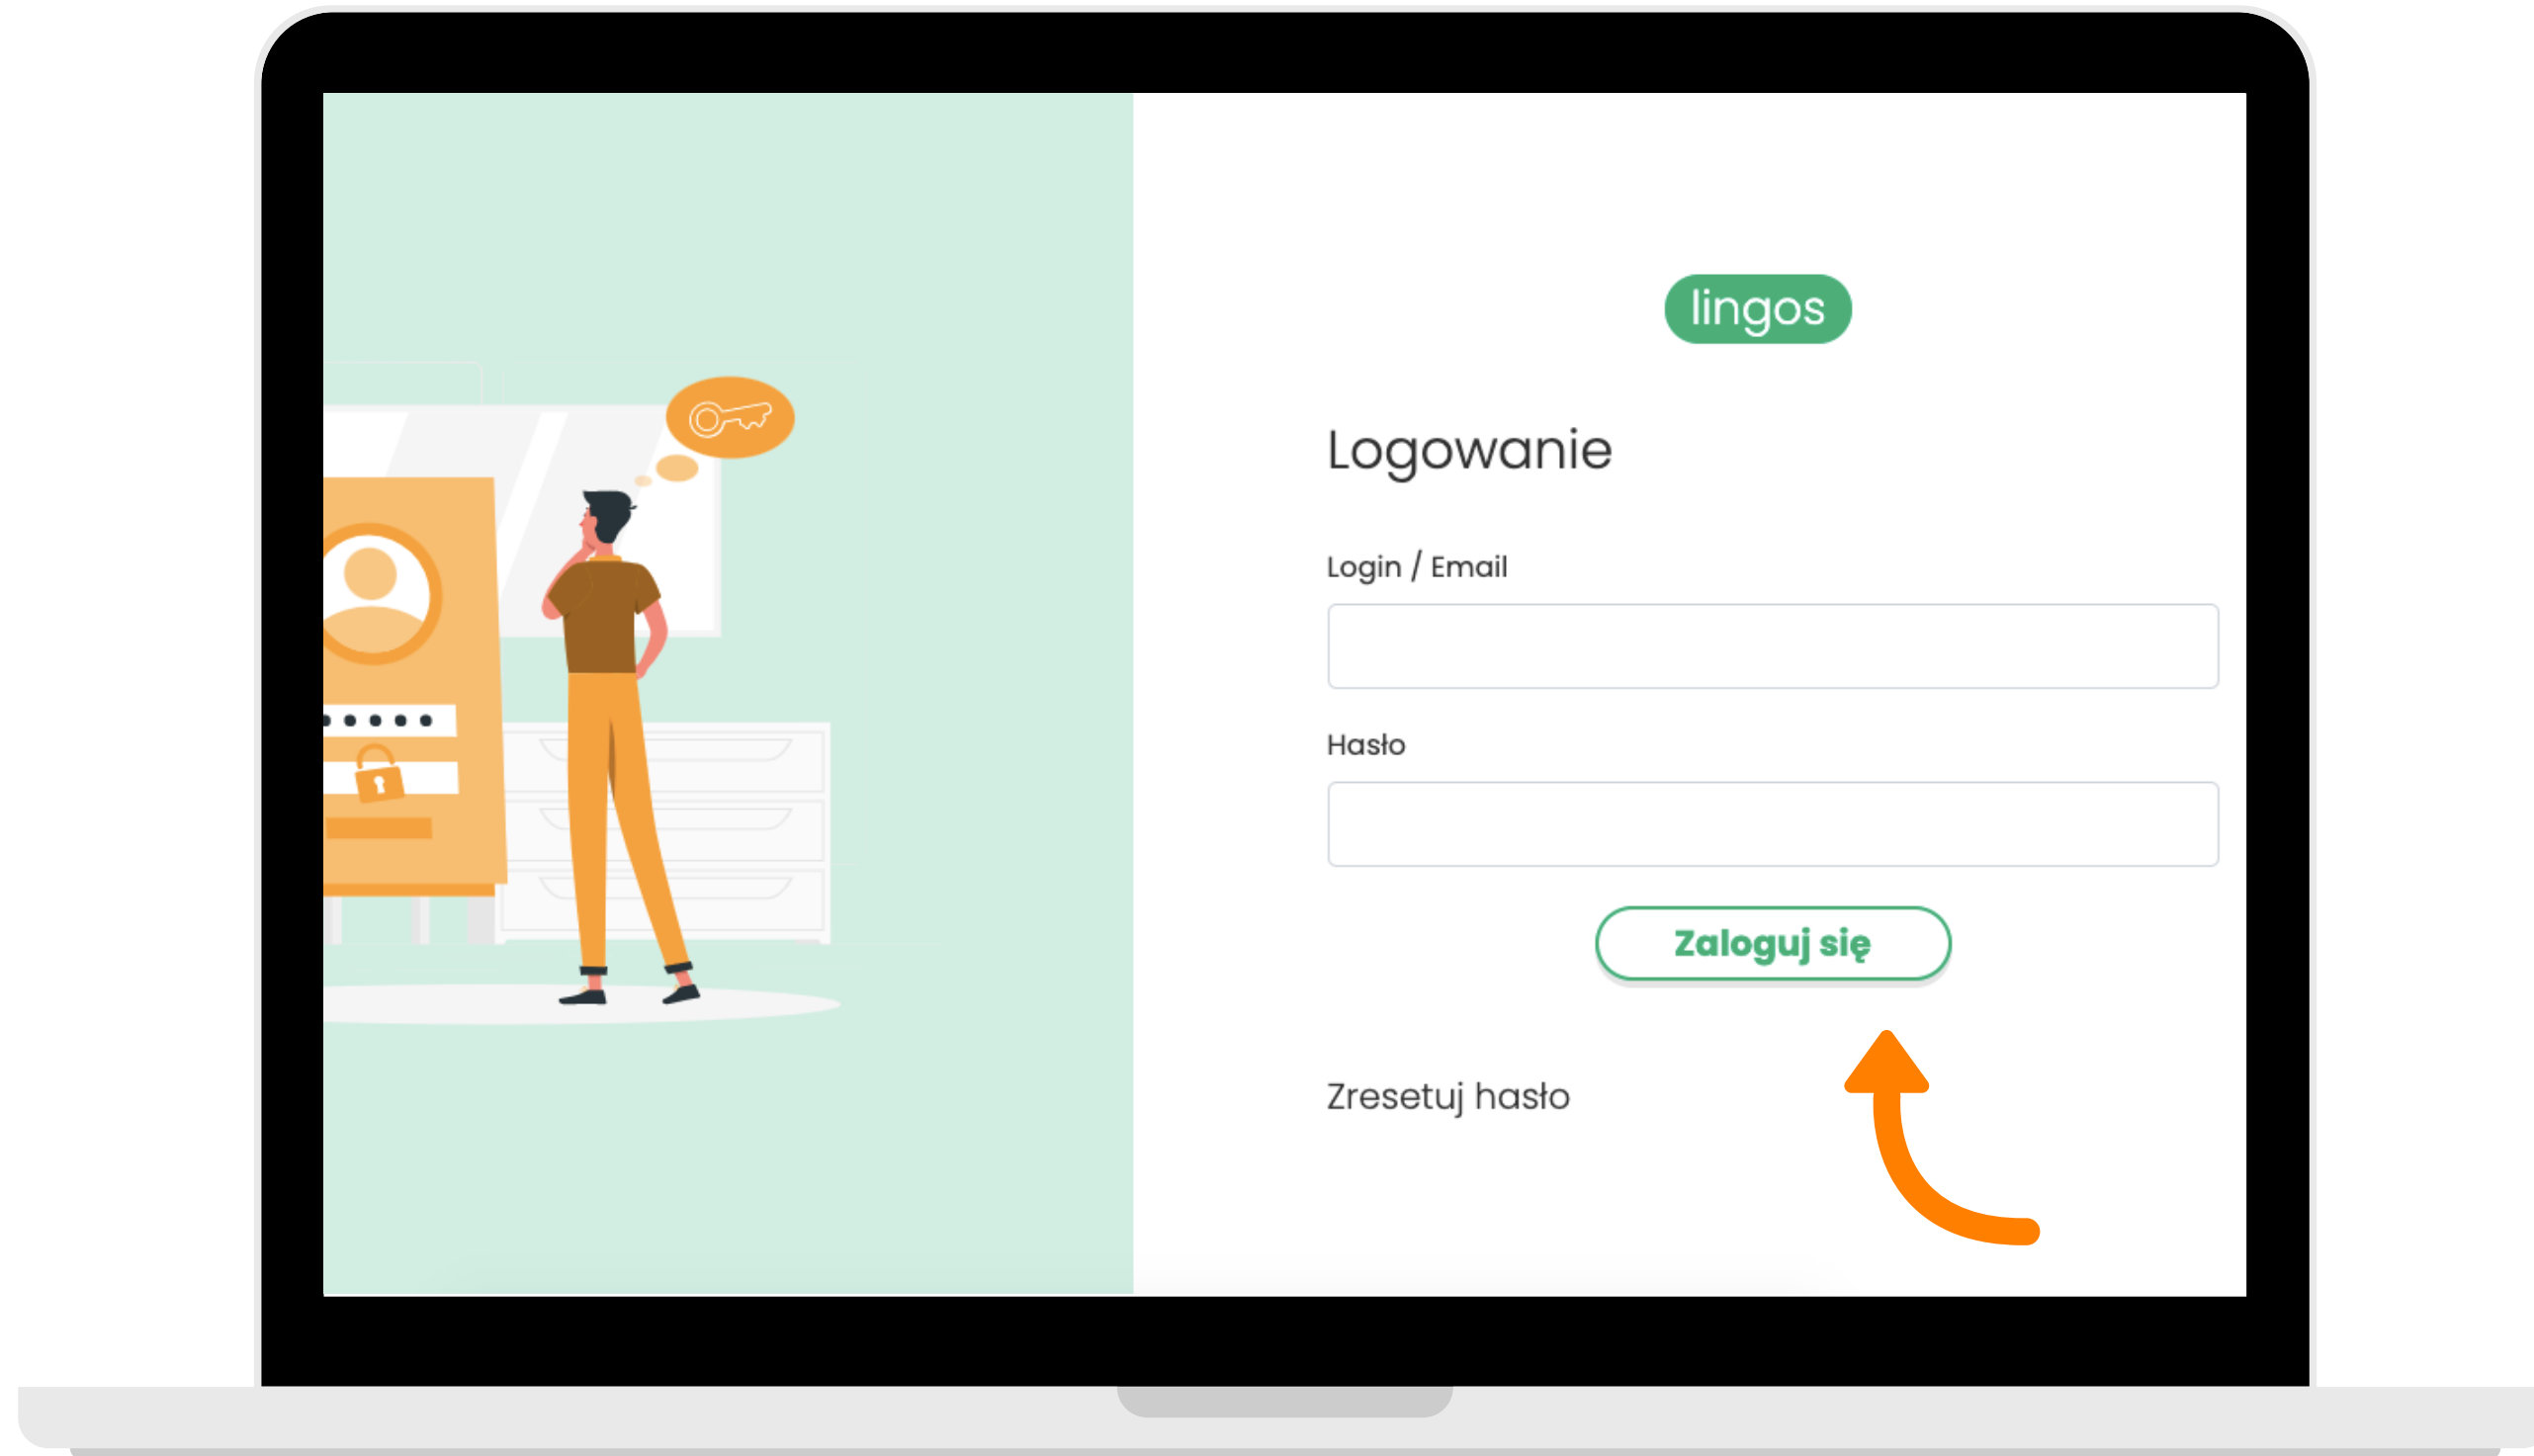 lingos
Logowanie
Login / Email
Hasło
Zaloguj się
Zresetuj hasło